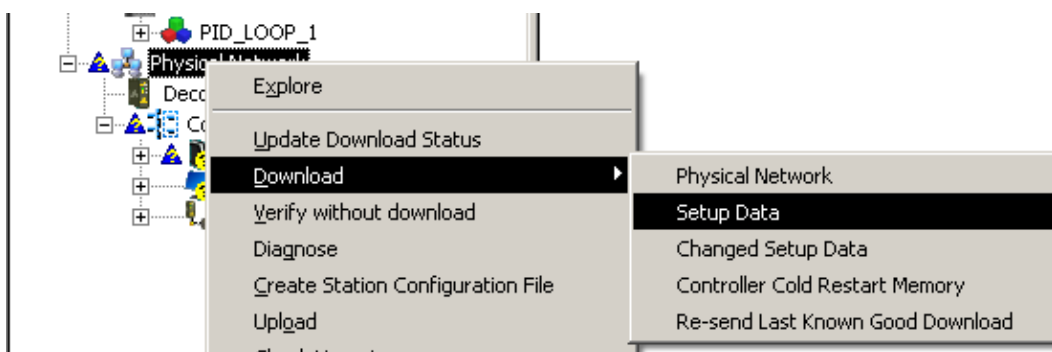 PID_LOOP_1
Explore
Update Download Status
Download
Physical Network
Verify without download
Setup Data
Diagnose
Changed Setup Data
Create Station Configuration File
Controller Cold Restart Memory
Upload
Re-send Last Known Good Download